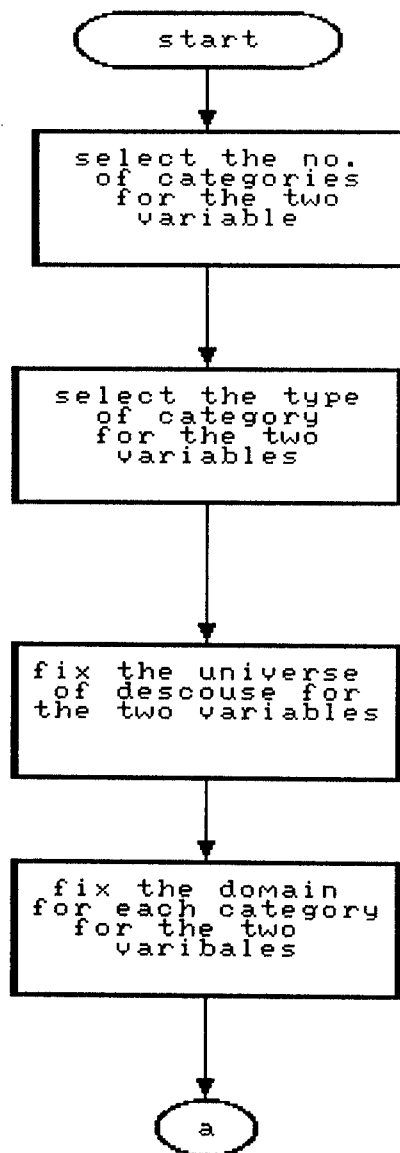 start
select the no.
of categories
for the two
variable
select the type
of category
for the two
variables
fix the universe
of descouse for
the two variables
fix the domain
for each category
for the two
varibales
a